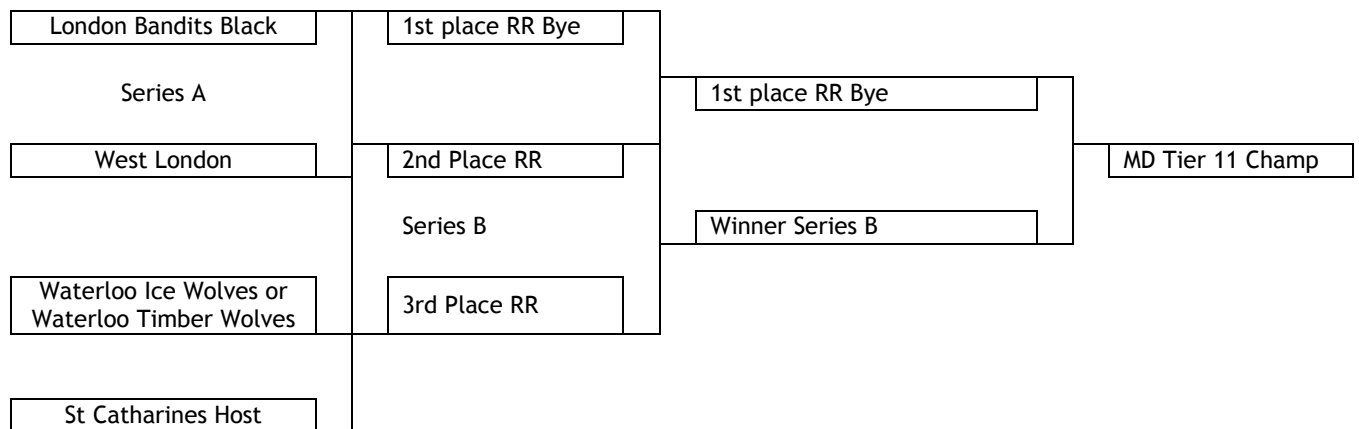 London Bandits Black
1st place RR Bye
Series A
1st place RR Bye
West London
2nd Place RR
MD Tier 11 Champ
Series B
Winner Series B
Waterloo Ice Wolves or
Waterloo Timber Wolves
3rd Place RR
St Catharines Host